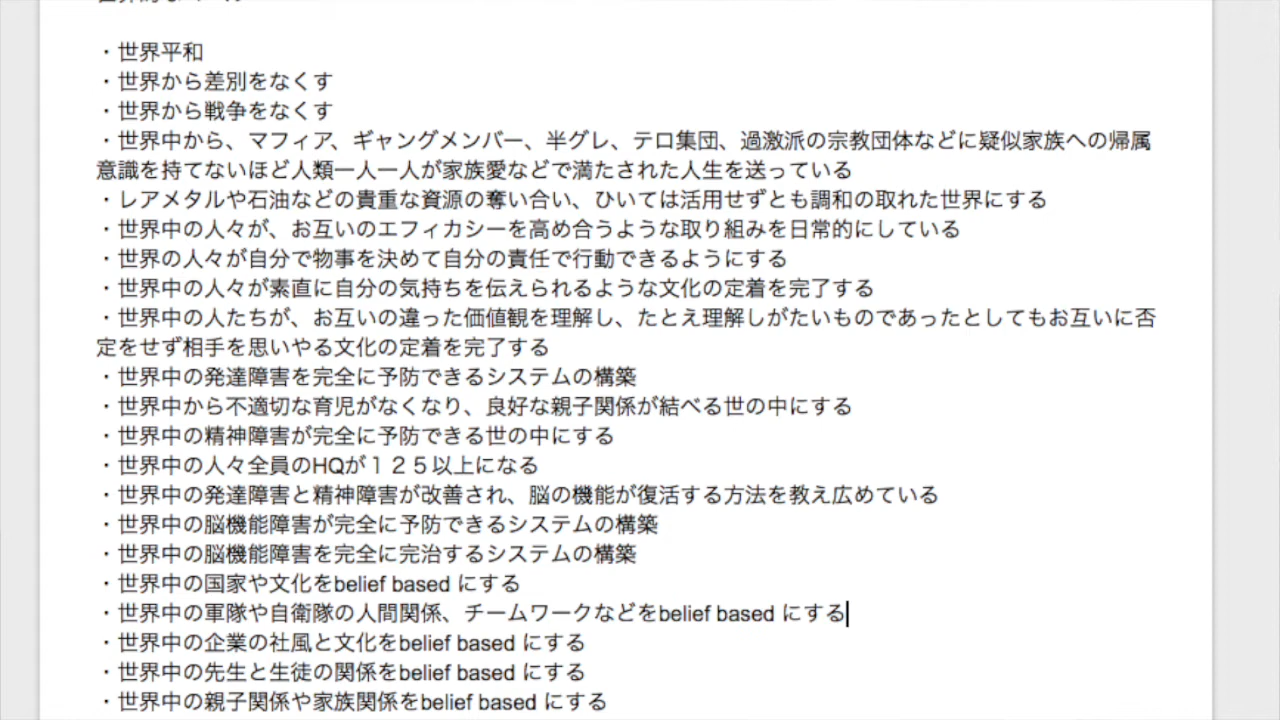 ・世界平和
・世界から差別をなくす
・世界から戦争をなくす
・世界中から、マフィア、ギャングメンバー、半グレ、テロ集団、過激派の宗教団体などに疑似家族への帰属
意識を持てないほど人類一人一人が家族愛などで満たされた人生を送っている
・レアメタルや石油などの貴重な資源の奪い合い、ひいては活用せずとも調和の取れた世界にする
・世界中の人々が、お互いのエフィカシーを高め合うような取り組みを日常的にしている
・世界の人々が自分で物事を決めて自分の責任で行動できるようにする
・世界中の人々が素直に自分の気持ちを伝えられるような文化の定着を完了する
・世界中の人たちが、お互いの違った価値観を理解し、たとえ理解しがたいものであったとしてもお互いに否
定をせず相手を思いやる文化の定着を完了する
・世界中の発達障害を完全に予防できるシステムの構築
・世界中から不適切な育児がなくなり、良好な親子関係が結べる世の中にする
・世界中の精神障害が完全に予防できる世の中にする
・世界中の人々全員のHQが１２５以上になる
・世界中の発達障害と精神障害が改善され、脳の機能が復活する方法を教え広めている
・世界中の脳機能障害が完全に予防できるシステムの構築
・世界中の脳機能障害を完全に完治するシステムの構築
・世界中の国家や文化をbelief based にする
・世界中の軍隊や自衛隊の人間関係、チームワークなどをbelief based にする
・世界中の企業の社風と文化をbelief based にする
・世界中の先生と生徒の関係をbelief based にする
・世界中の親子関係や家族関係をbelief based にする